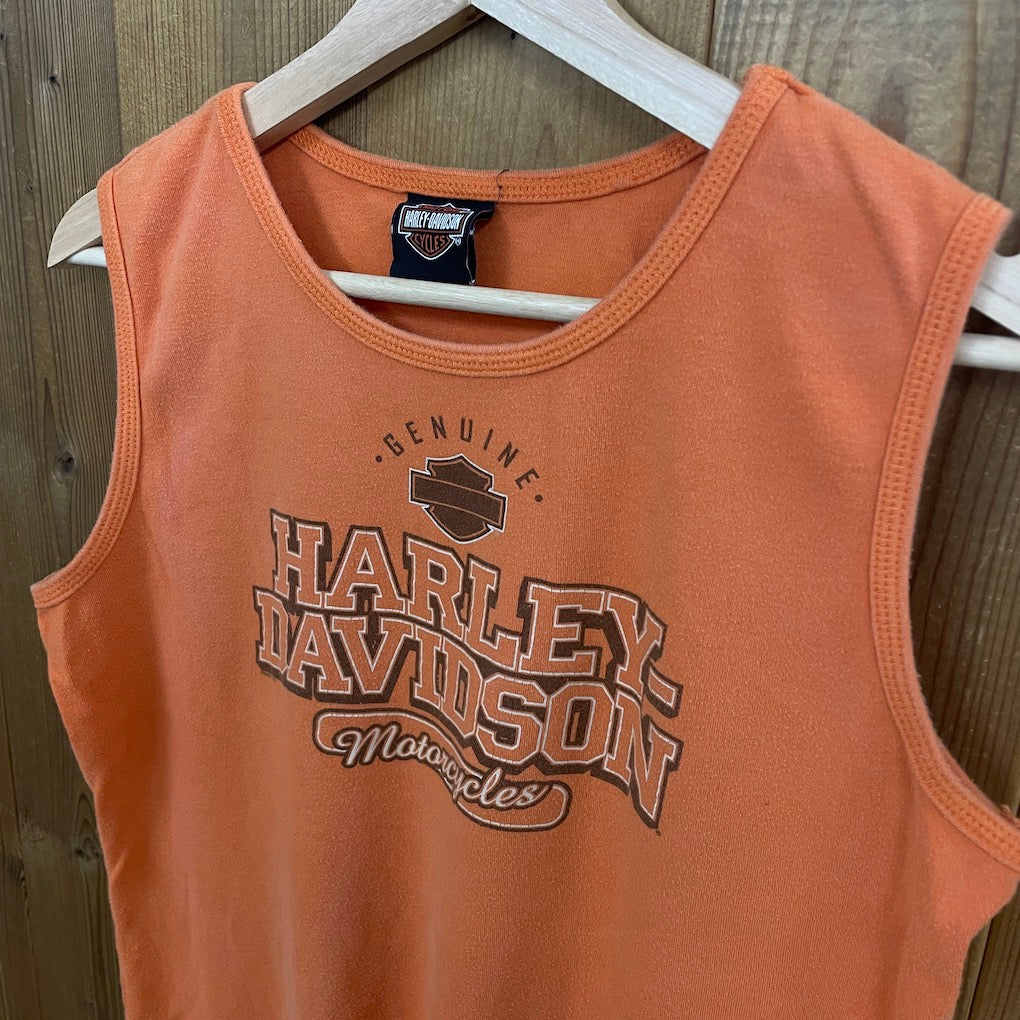 HARLEY-DAVIDSON
CYCLES
®
•GENUINE•
HARLEY-
DAVIDSON
Motorcycles